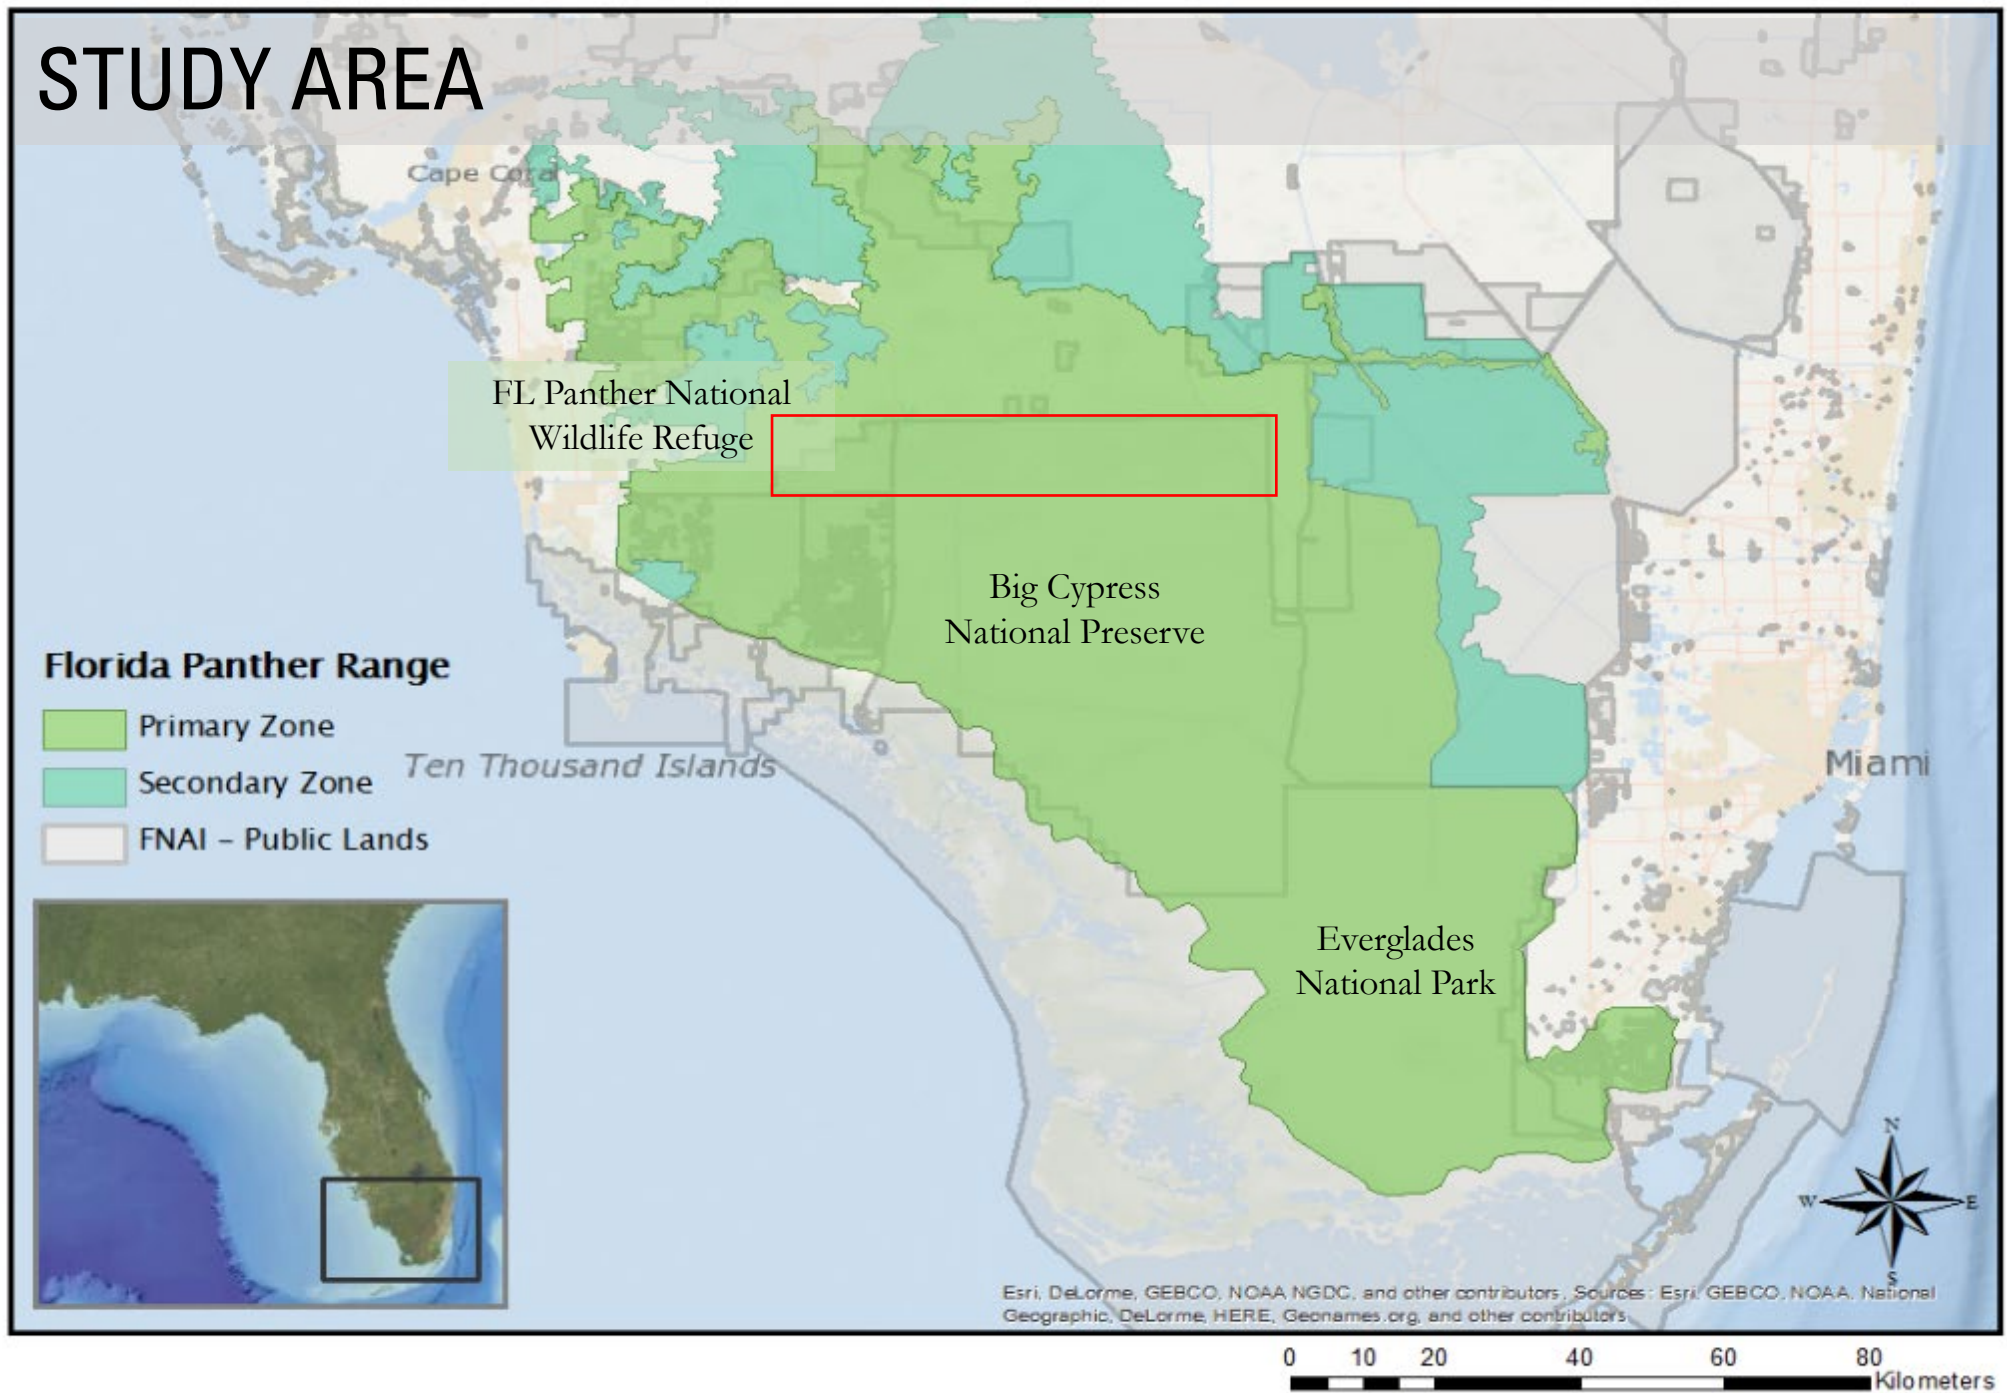 STUDY AREA
Cape Coral
FL Panther National
Wildlife Refuge
Big Cypress
National Preserve
Florida Panther Range
Primary Zone
Secondary Zone
FNAI – Public Lands
Ten Thousand Islands
Miami
Everglades
National Park
N
W
E
S
Esri, DeLorme, GEBCO, NOAA NGDC, and other contributors, Sources: Esri, GEBCO, NOAA, National
Geographic, DeLorme, HERE, Geonames.org, and other contributors
0 10 20 40 60 80
Kilometers